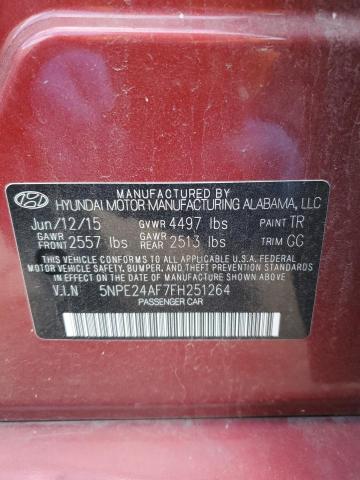 MANUFACTURED BY
HYUNDAI MOTOR MANUFACTURING ALABAMA, LLC
Jun/12/15 GVWR 4497 lbs PAINT TR
GAWR FRONT 2557 lbs GAWR REAR 2513 lbs TRIM GG
THIS VEHICLE CONFORMS TO ALL APPLICABLE U.S.A. FEDERAL
MOTOR VEHICLE SAFETY, BUMPER, AND THEFT PREVENTION
STANDARDS IN EFFECT ON THE DATE OF MANUFACTURE SHOWN ABOVE.
V.I.N 5NPE24AF7FH251264
PASSENGER CAR